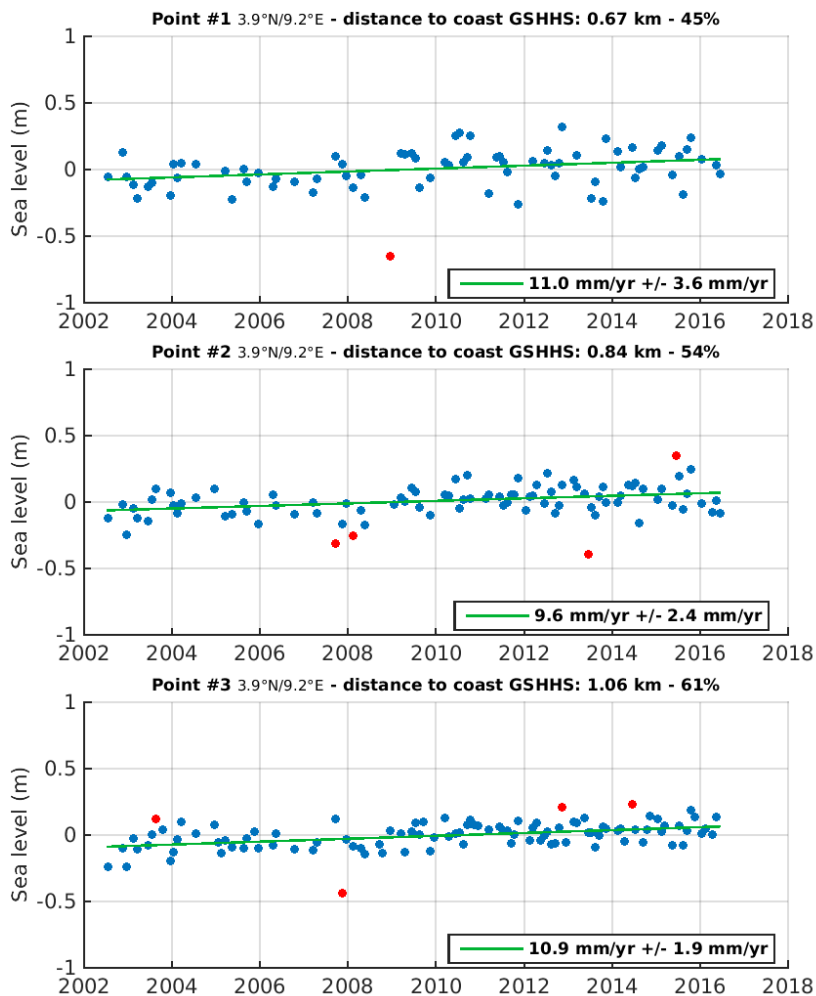 Point #1 3.9°N/9.2°E - distance to coast GSHHS: 0.67 km - 45%
1
0.5
0
-0.5
-1
Sea level (m)
11.0 mm/yr +/- 3.6 mm/yr
2002 2004 2006 2008 2010 2012 2014 2016 2018
Point #2 3.9°N/9.2°E - distance to coast GSHHS: 0.84 km - 54%
1
0.5
0
-0.5
-1
Sea level (m)
9.6 mm/yr +/- 2.4 mm/yr
2002 2004 2006 2008 2010 2012 2014 2016 2018
Point #3 3.9°N/9.2°E - distance to coast GSHHS: 1.06 km - 61%
1
0.5
0
-0.5
-1
Sea level (m)
10.9 mm/yr +/- 1.9 mm/yr
2002 2004 2006 2008 2010 2012 2014 2016 2018